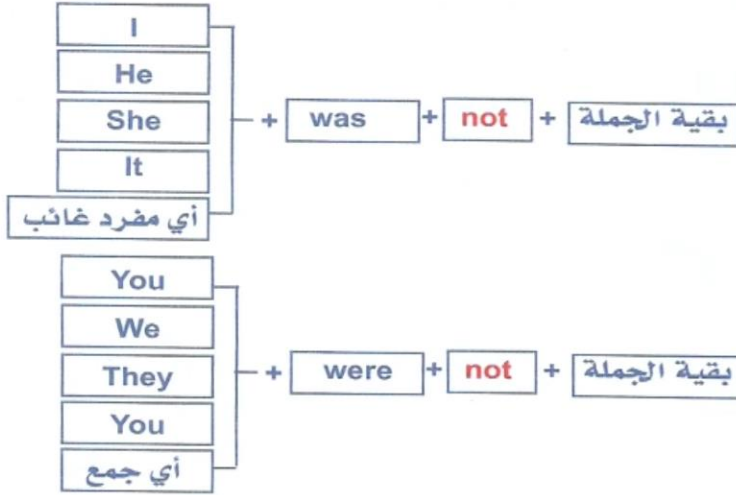 I
He
She
It
أي مفرد غائب
+ was + not + بقية الجملة
You
We
They
You
أي جمع
+ were + not + بقية الجملة